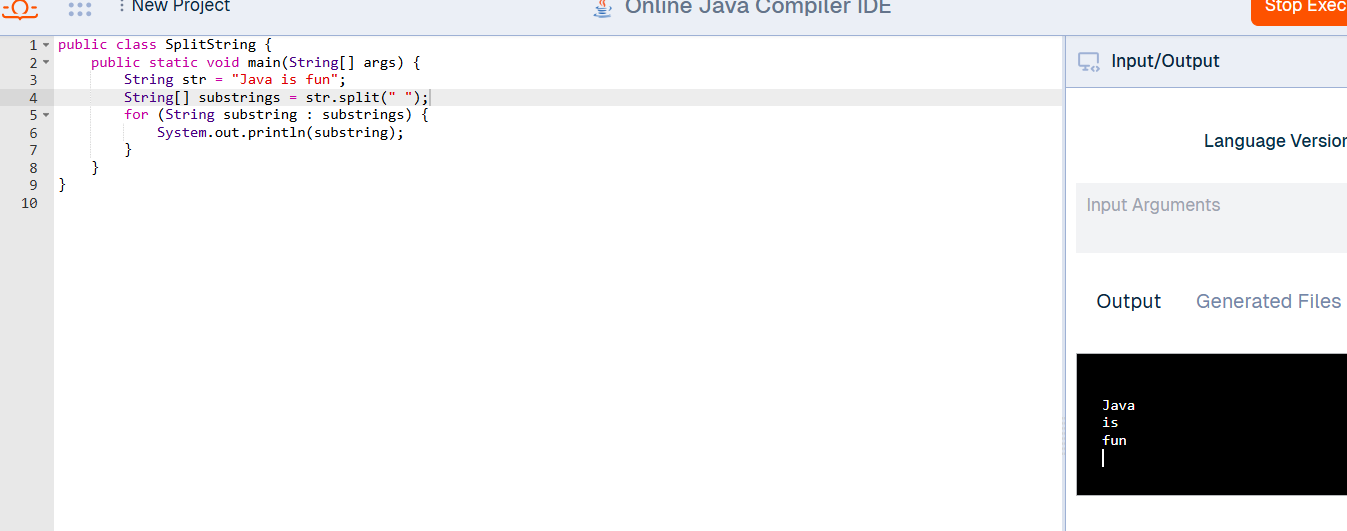 New Project
Online Java Compiler IDE
Stop Exec
1 public class SplitString {
2     public static void main(String[] args) {
3         String str = "Java is fun";
4         String[] substrings = str.split(" ");
5         for (String substring : substrings) {
6             System.out.println(substring);
7         }
8     }
9 }
10
Input/Output
Language Version
Input Arguments
Output Generated Files
Java
is
fun